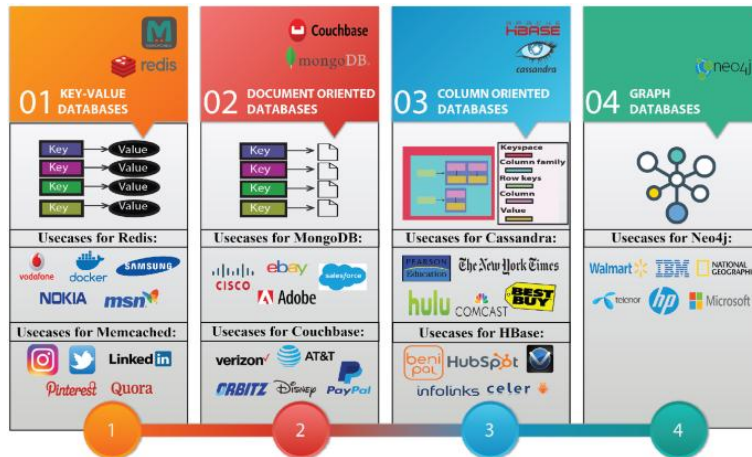 redis
01 KEY-VALUE
DATABASES
Key Value
Key Value
Key Value
Key Value
Usecases for Redis:
vodafone docker SAMSUNG
NOKIA msn
Usecases for Memcached:
LinkedIn
Pinterest Quora
1
Couchbase
mongoDB
02 DOCUMENT ORIENTED
DATABASES
Key
Key
Key
Key
Usecases for MongoDB:
CISCO ebay salesforce
Adobe
Usecases for Couchbase:
verizon AT&T
ORBITZ Disney PayPal
2
APACHE
HBASE
cassandra
03 COLUMN ORIENTED
DATABASES
Keyspace
Column family
Row keys
Column
Value
Usecases for Cassandra:
PEARSON
Education
The New York Times
hulu COMCAST BEST
BUY
Usecases for HBase:
beni
pal
HubSpot
infolinks celer
3
neo4j
04 GRAPH
DATABASES
Usecases for Neo4j:
Walmart IBM NATIONAL
GEOGRAPHIC
telenor hp Microsoft
4